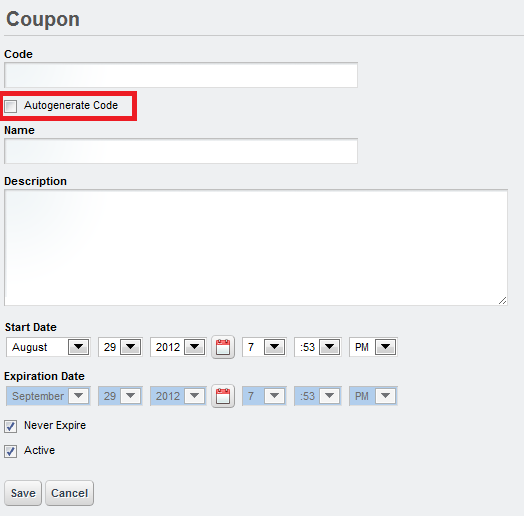 Coupon
Code
Autogenerate Code
Name
Description
Start Date
August 29 2012 7 :53 PM
Expiration Date
September 29 2012 7 :53 PM
Never Expire
Active
Save Cancel